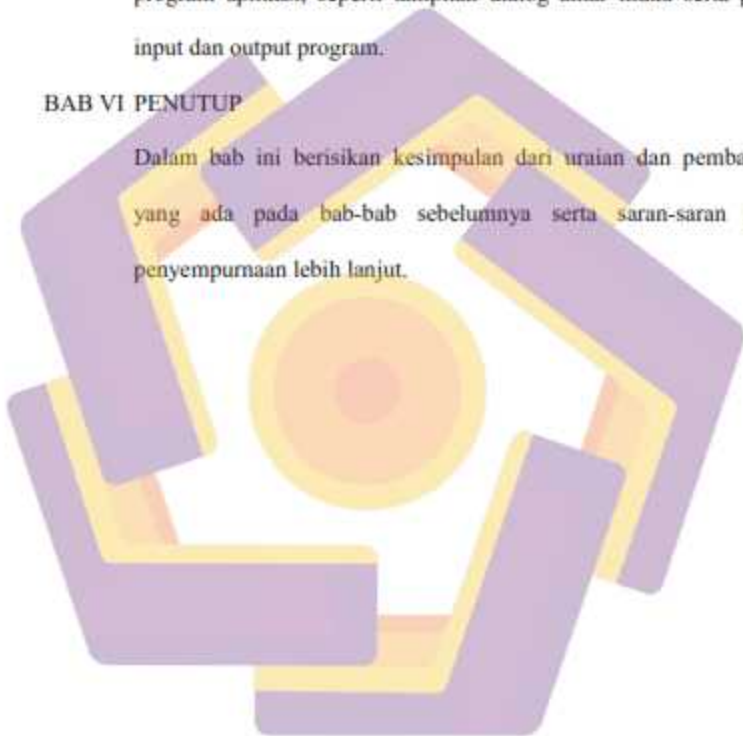 input dan output program.
BAB VI PENUTUP
Dalam bab ini berisikan kesimpulan dari uraian dan
yang ada pada bab-bab sebelumnya serta saran-saran
penyempurnaan lebih lanjut.